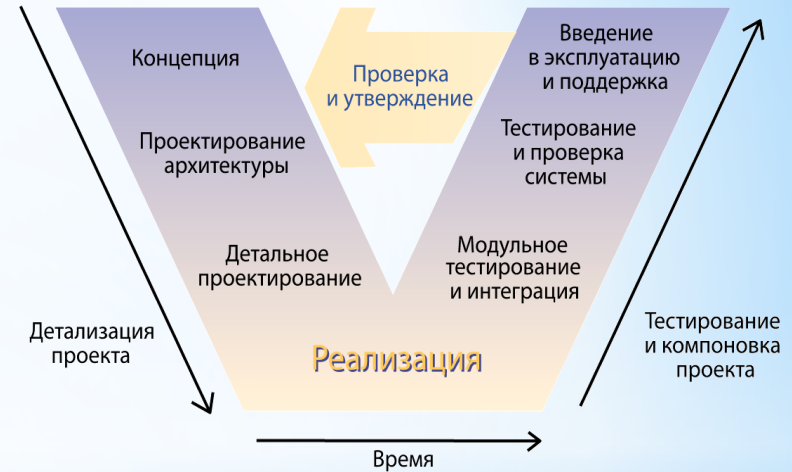 Концепция
Проектирование
архитектуры
Детальное
проектирование
Детализация
проекта
Реализация
Проверка
и утверждение
Введение
в эксплуатацию
и поддержка
Тестирование
и проверка
системы
Модульное
тестирование
и интеграция
Тестирование
и компоновка
проекта
Время